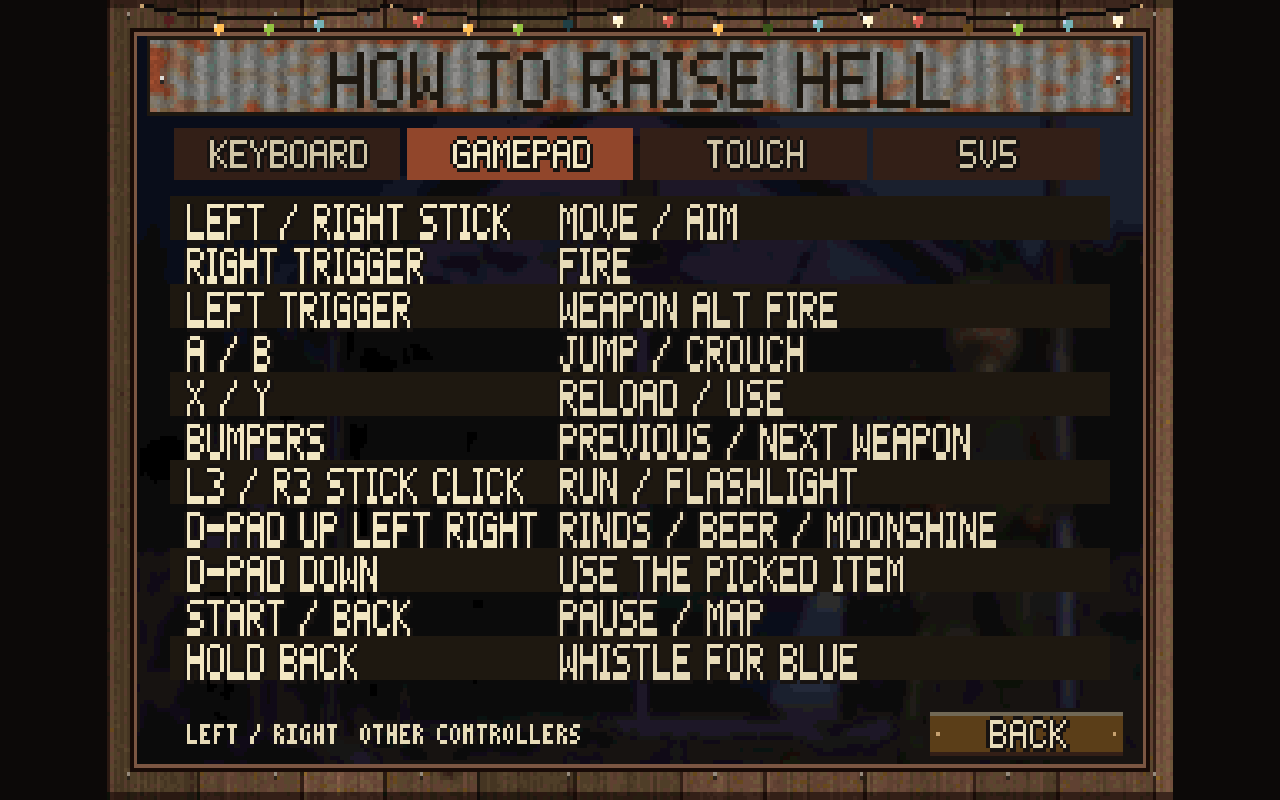 HOW TO RAISE HELL
KEYBOARD GAMEPAD TOUCH 5V5
LEFT / RIGHT STICK MOVE / AIM
RIGHT TRIGGER FIRE
LEFT TRIGGER WEAPON ALT FIRE
A / B JUMP / CROUCH
X / Y RELOAD / USE
BUMPERS PREVIOUS / NEXT WEAPON
L3 / R3 STICK CLICK RUN / FLASHLIGHT
D-PAD UP LEFT RIGHT RINDS / BEER / MOONSHINE
D-PAD DOWN USE THE PICKED ITEM
START / BACK PAUSE / MAP
HOLD BACK WHISTLE FOR BLUE
LEFT / RIGHT OTHER CONTROLLERS BACK